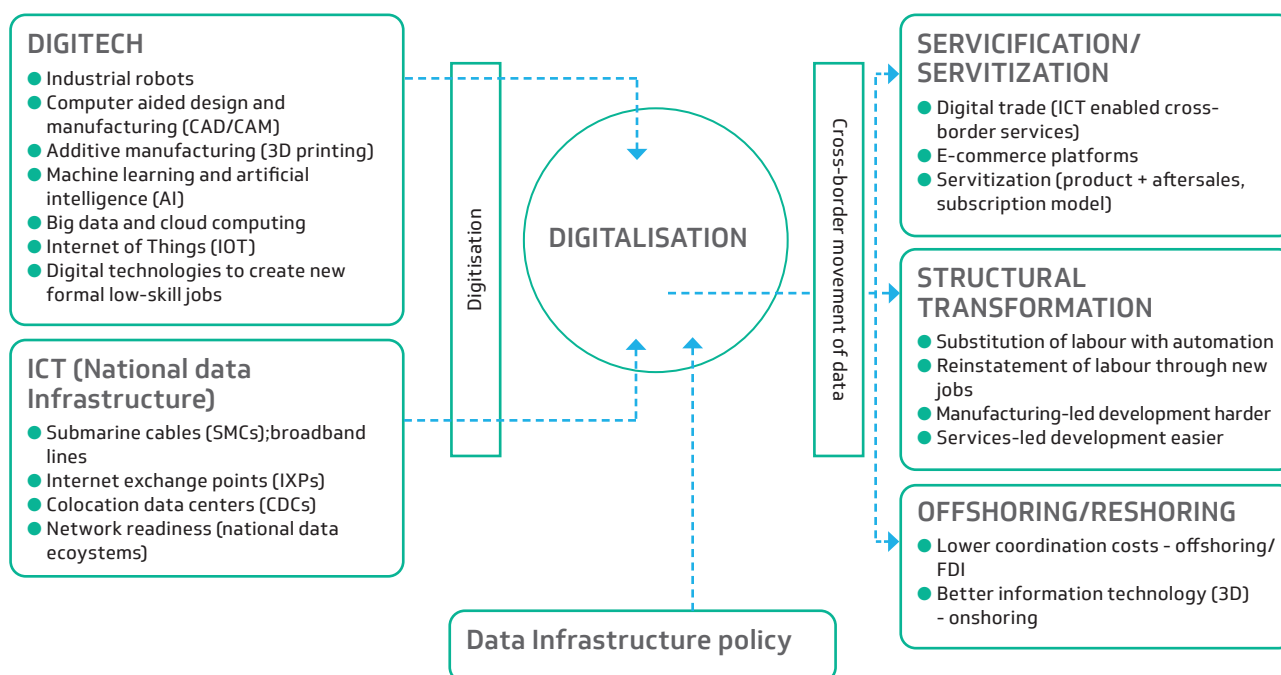 DIGITECH
Industrial robots
Computer aided design and
manufacturing (CAD/CAM)
Additive manufacturing (3D printing)
Machine learning and artificial
intelligence (AI)
Big data and cloud computing
Internet of Things (IOT)
Digital technologies to create new
formal low-skill jobs
ICT (National data
Infrastructure)
Submarine cables (SMCs);broadband
lines
Internet exchange points (IXPs)
Colocation data centers (CDCs)
Network readiness (national data
ecoystems)
Digitisation
DIGITALISATION
Data Infrastructure policy
Cross-border movement of data
SERVICIFICATION/
SERVITIZATION
Digital trade (ICT enabled cross-
border services)
E-commerce platforms
Servitization (product + aftersales,
subscription model)
STRUCTURAL
TRANSFORMATION
Substitution of labour with automation
Reinstatement of labour through new
jobs
Manufacturing-led development harder
Services-led development easier
OFFSHORING/RESHORING
Lower coordination costs - offshoring/
FDI
Better information technology (3D)
- onshoring